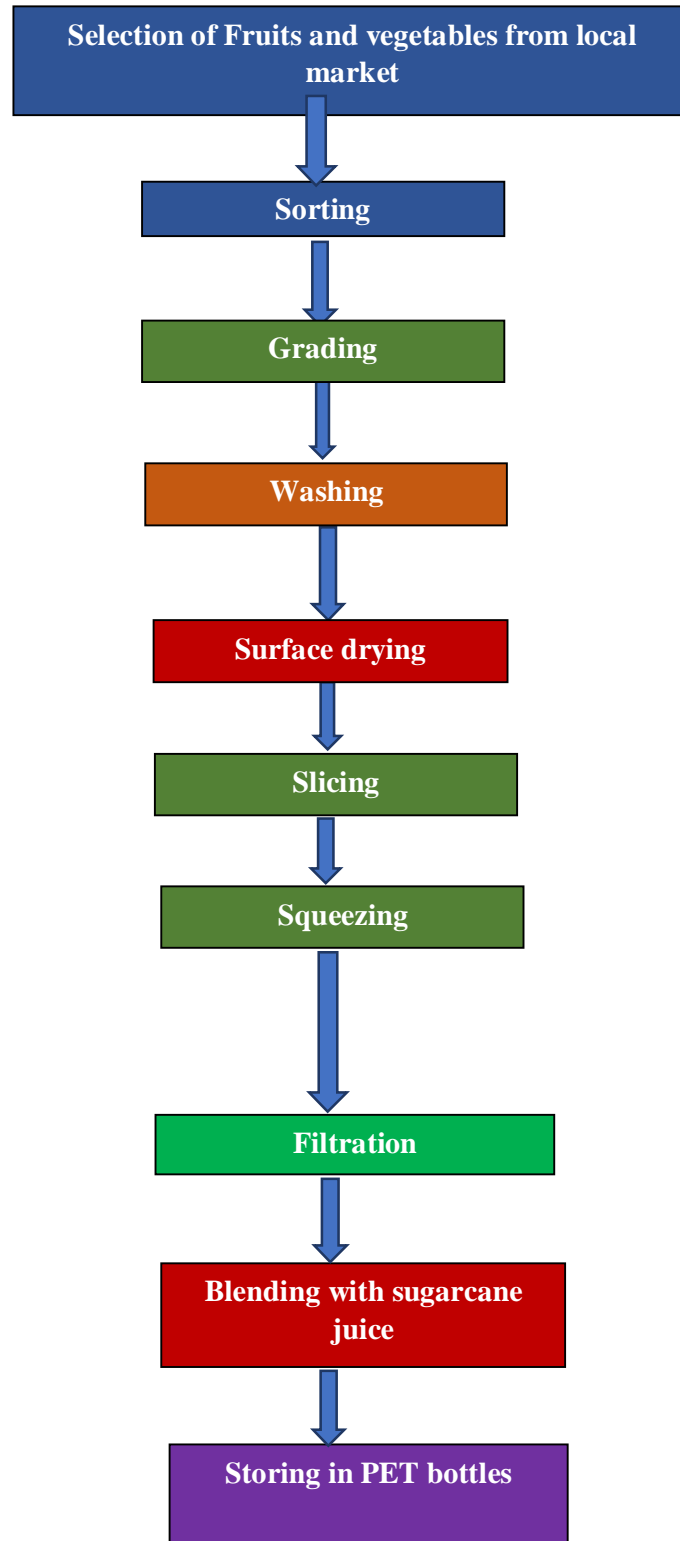 Selection of Fruits and vegetables from local
market
Sorting
Grading
Washing
Surface drying
Slicing
Squeezing
Filtration
Blending with sugarcane
juice
Storing in PET bottles